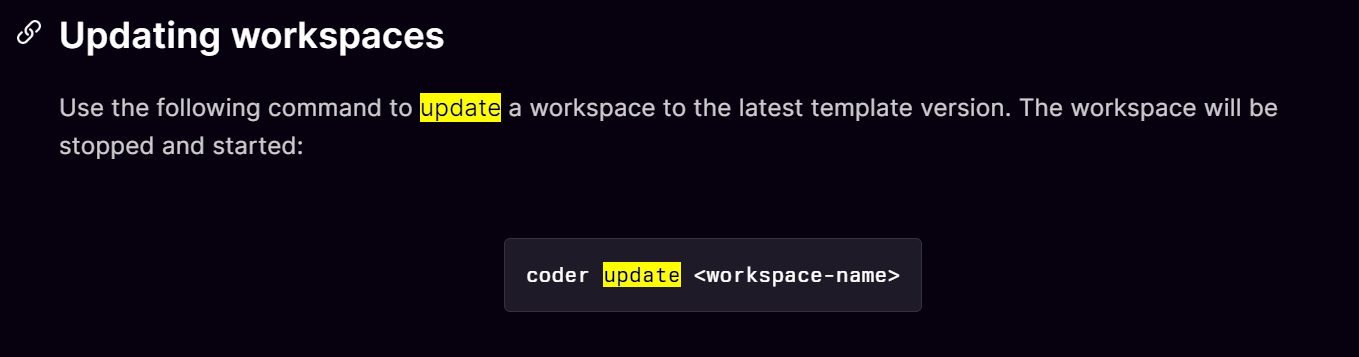 Updating workspaces
Use the following command to update a workspace to the latest template version. The workspace will be
stopped and started:
coder update <workspace-name>